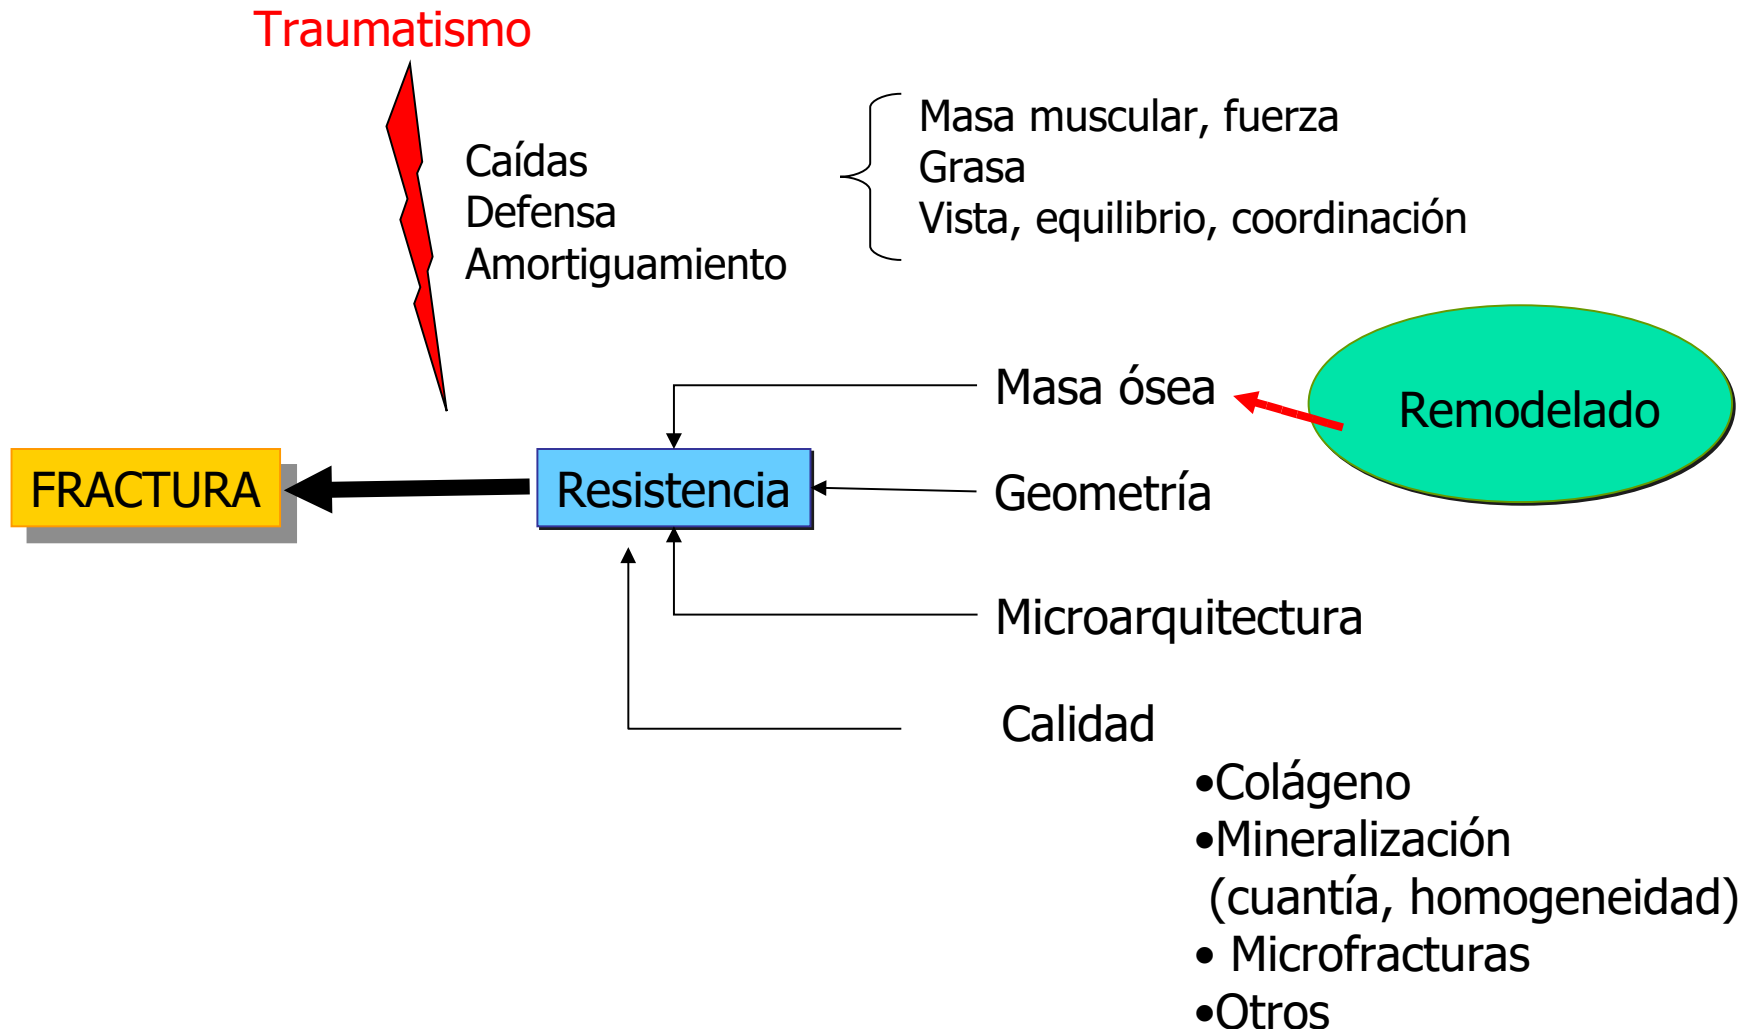 Traumatismo
Caídas
Defensa
Amortiguamiento
Masa muscular, fuerza
Grasa
Vista, equilibrio, coordinación
Masa ósea
Remodelado
FRACTURA
Resistencia
Geometría
Microarquitectura
Calidad
•Colágeno
•Mineralización
(cuantía, homogeneidad)
• Microfracturas
•Otros